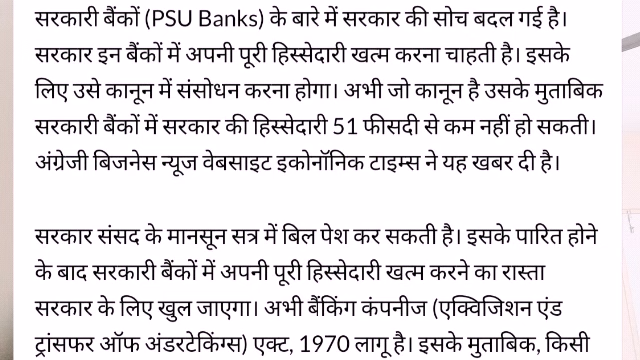 सरकारी बैंकों (PSU Banks) के बारे में सरकार की सोच बदल गई है।
सरकार इन बैंकों में अपनी पूरी हिस्सेदारी खत्म करना चाहती है। इसके
लिए उसे कानून में संसोधन करना होगा। अभी जो कानून है उसके मुताबिक
सरकारी बैंकों में सरकार की हिस्सेदारी 51 फीसदी से कम नहीं हो सकती।
अंग्रेजी बिजनेस न्यूज वेबसाइट इकोनॉनिक टाइम्स ने यह खबर दी है।
सरकार संसद के मानसून सत्र में बिल पेश कर सकती है। इसके पारित होने
के बाद सरकारी बैंकों में अपनी पूरी हिस्सेदारी खत्म करने का रास्ता
सरकार के लिए खुल जाएगा। अभी बैंकिंग कंपनीज (एक्विजिशन एंड
ट्रांसफर ऑफ अंडरटेकिंग्स) एक्ट, 1970 लागू है। इसके मुताबिक, किसी